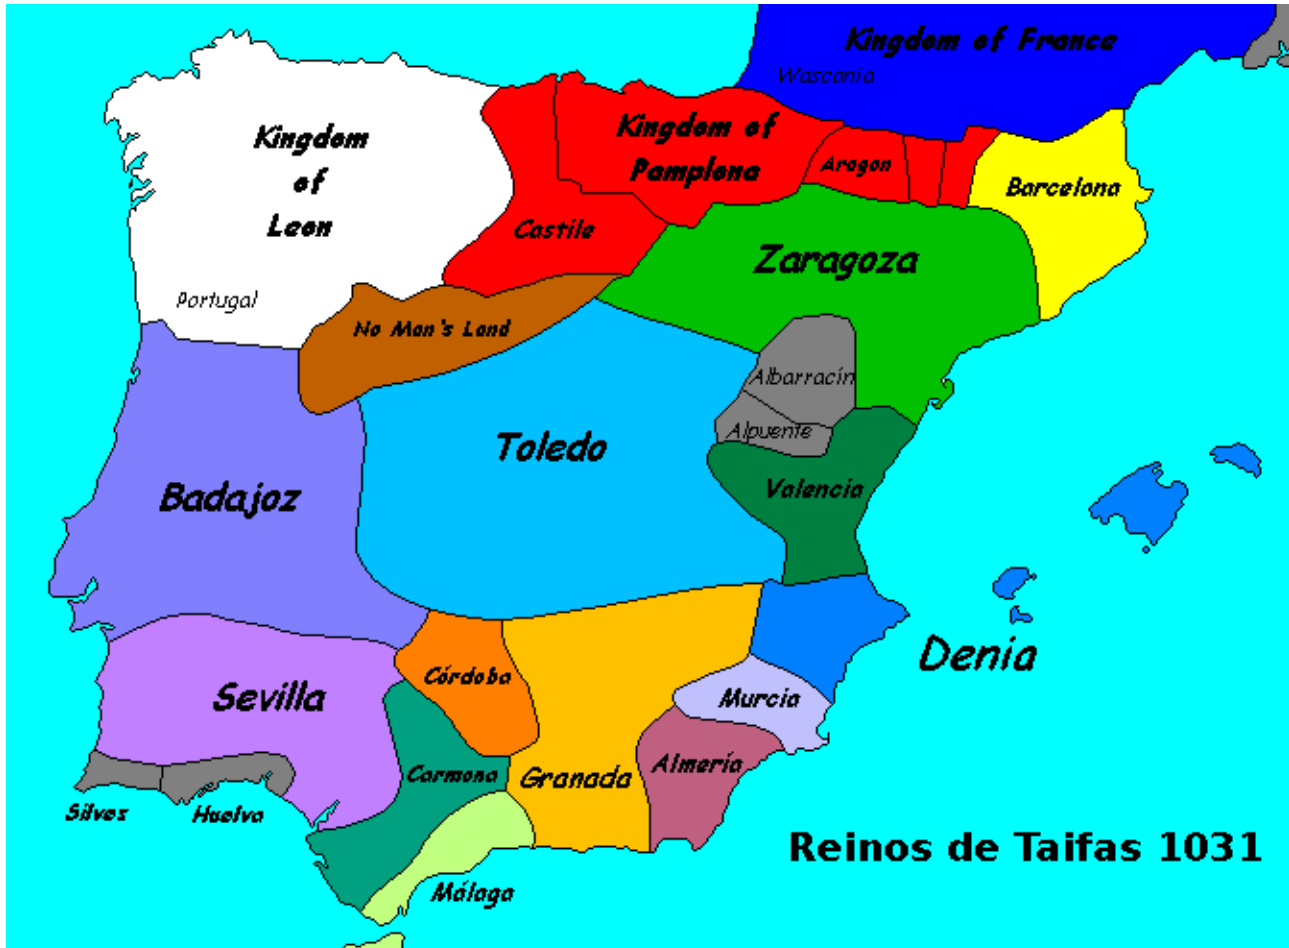 Kingdom of France
Wasconia
Kingdom
of
Leon
Kingdom of
Pamplona
Aragon
Barcelona
Castile
Zaragoza
Portugal
No Man's Land
Albarracín
Alpuente
Toledo
Valencia
Badajoz
Denia
Córdoba
Sevilla
Murcia
Carmona
Granada
Almería
Silves
Huelva
Málaga
Reinos de Taifas 1031